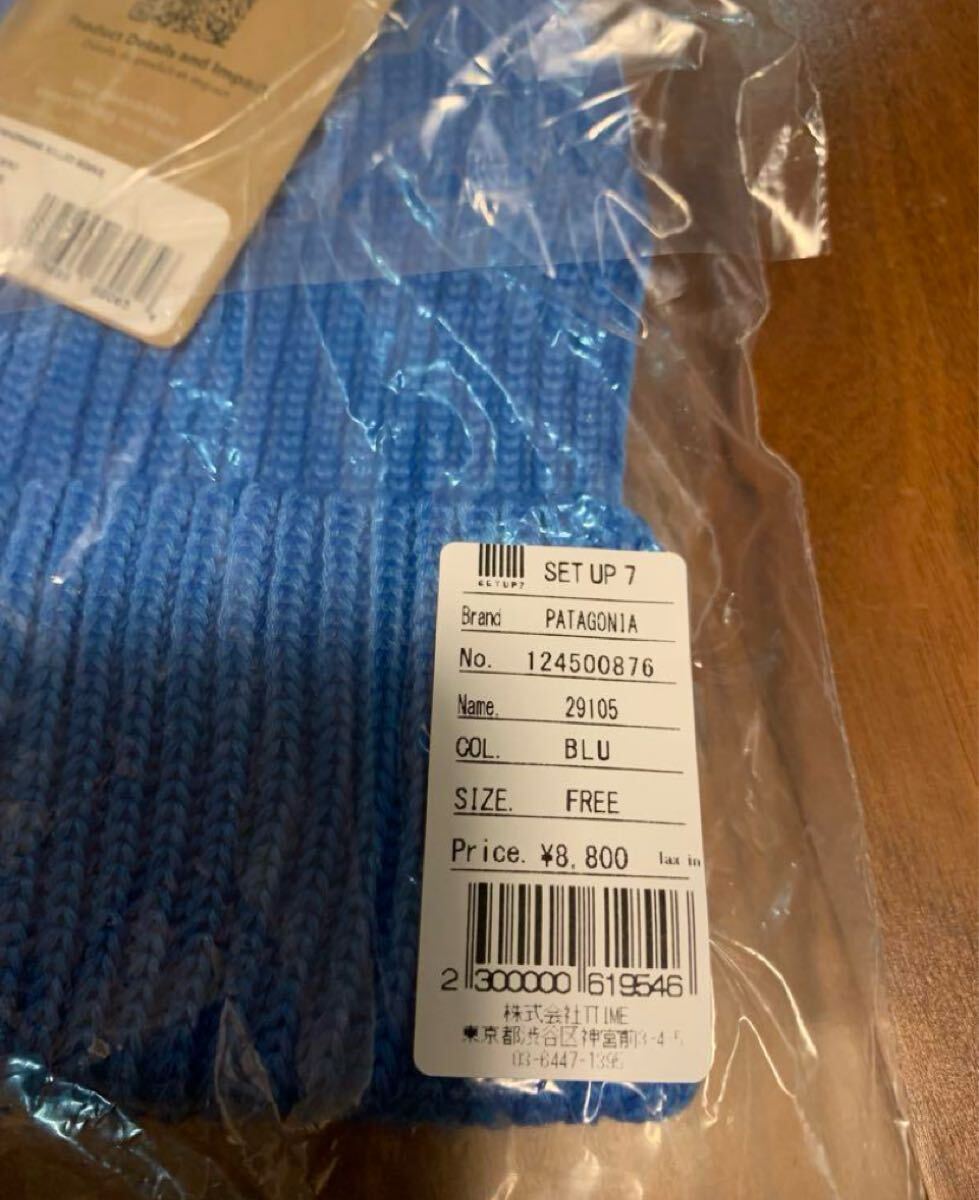 Product Details and Impact
SETUP7
SET UP 7
Brand PATAGONIA
No. 124500876
Name. 29105
COL. BLU
SIZE. FREE
Price. ¥8,800 tax in
2 300000 619546
株式会社TTIME
東京都渋谷区神宮前3-4-5
03-6447-1395